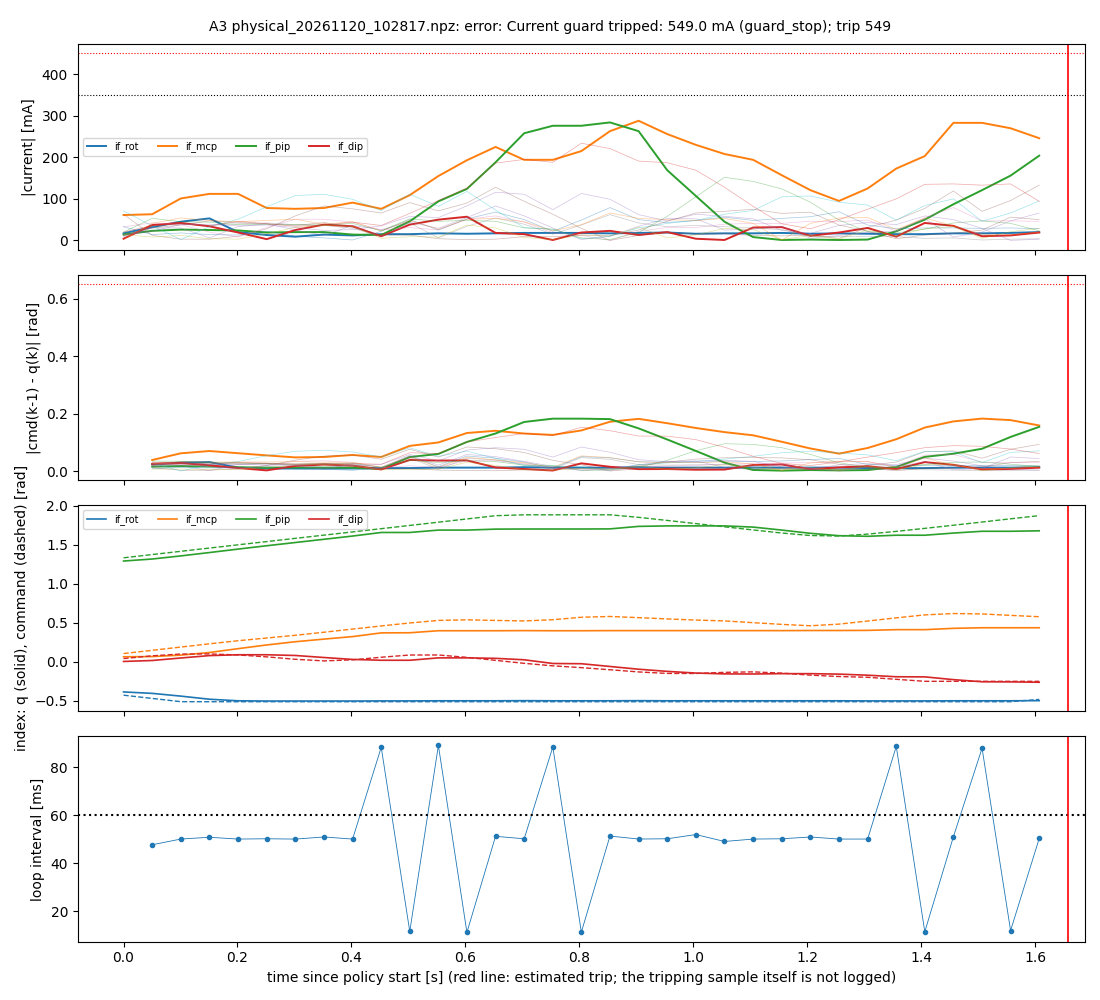 A3 physical_20261120_102817.npz: error: Current guard tripped: 549.0 mA (guard_stop); trip 549
|current| [mA]
400
300
200
100
0
if_rot if_mcp if_pip if_dip
|cmd(k-1) - q(k)| [rad]
0.6
0.4
0.2
0.0
index: q (solid), command (dashed) [rad]
2.0
1.5
1.0
0.5
0.0
−0.5
if_rot if_mcp if_pip if_dip
loop interval [ms]
80
60
40
20
0.0 0.2 0.4 0.6 0.8 1.0 1.2 1.4 1.6
time since policy start [s] (red line: estimated trip; the tripping sample itself is not logged)